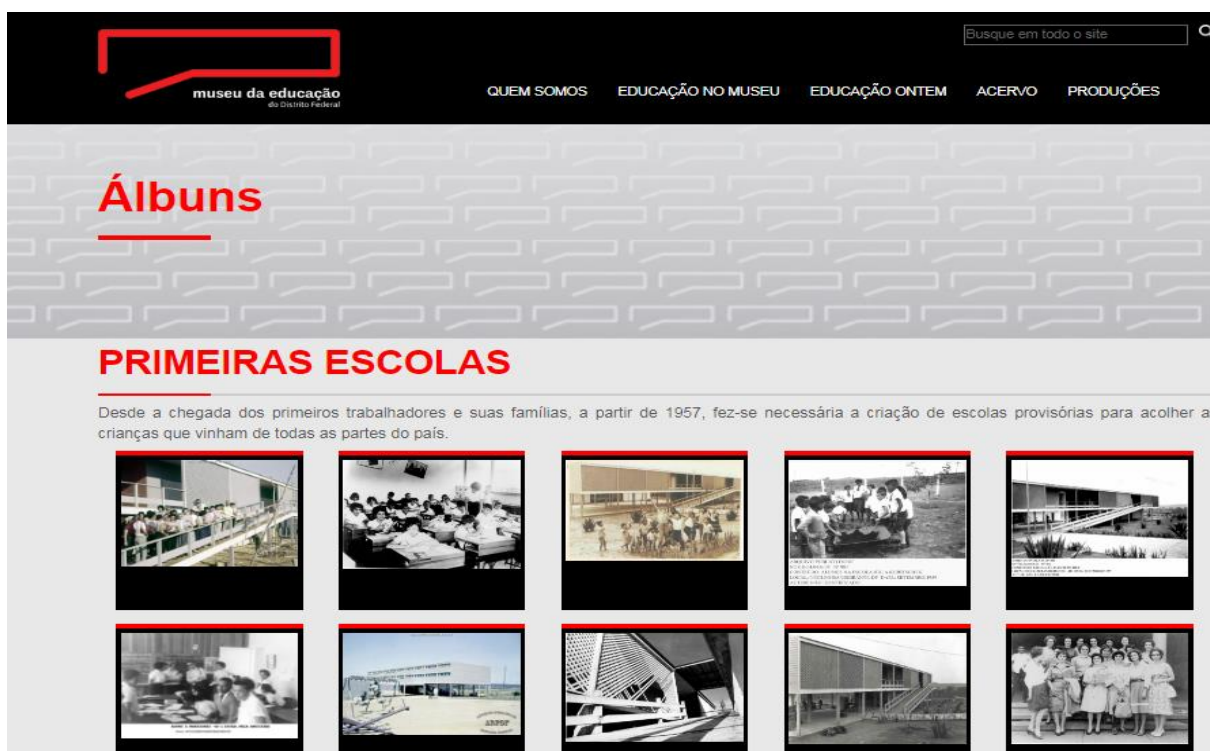 Busque em todo o site
museu da educação
do Distrito Federal
QUEM SOMOS EDUCAÇÃO NO MUSEU EDUCAÇÃO ONTEM ACERVO PRODUÇÕES
Álbuns
PRIMEIRAS ESCOLAS
Desde a chegada dos primeiros trabalhadores e suas famílias, a partir de 1957, fez-se necessária a criação de escolas provisórias para acolher a
crianças que vinham de todas as partes do país.
ARPDF